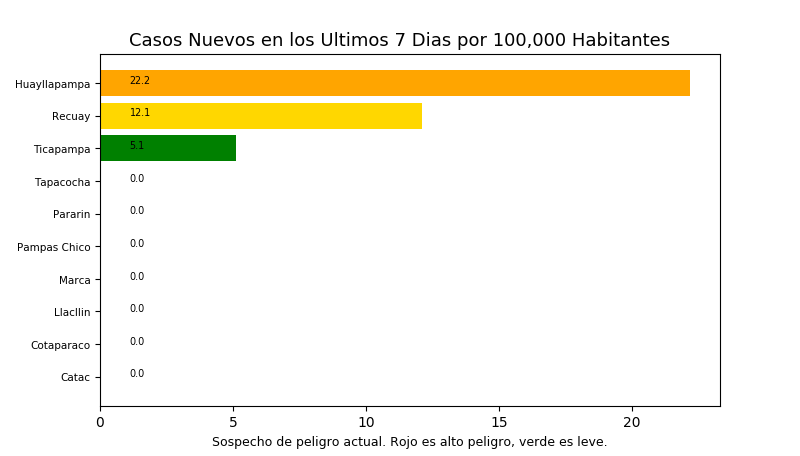 Casos Nuevos en los Ultimos 7 Dias por 100,000 Habitantes
Huayllapampa 22.2
Recuay 12.1
Ticapampa 5.1
Tapacocha 0.0
Pararin 0.0
Pampas Chico 0.0
Marca 0.0
Llacllin 0.0
Cotaparaco 0.0
Catac 0.0
0 5 10 15 20
Sospecho de peligro actual. Rojo es alto peligro, verde es leve.